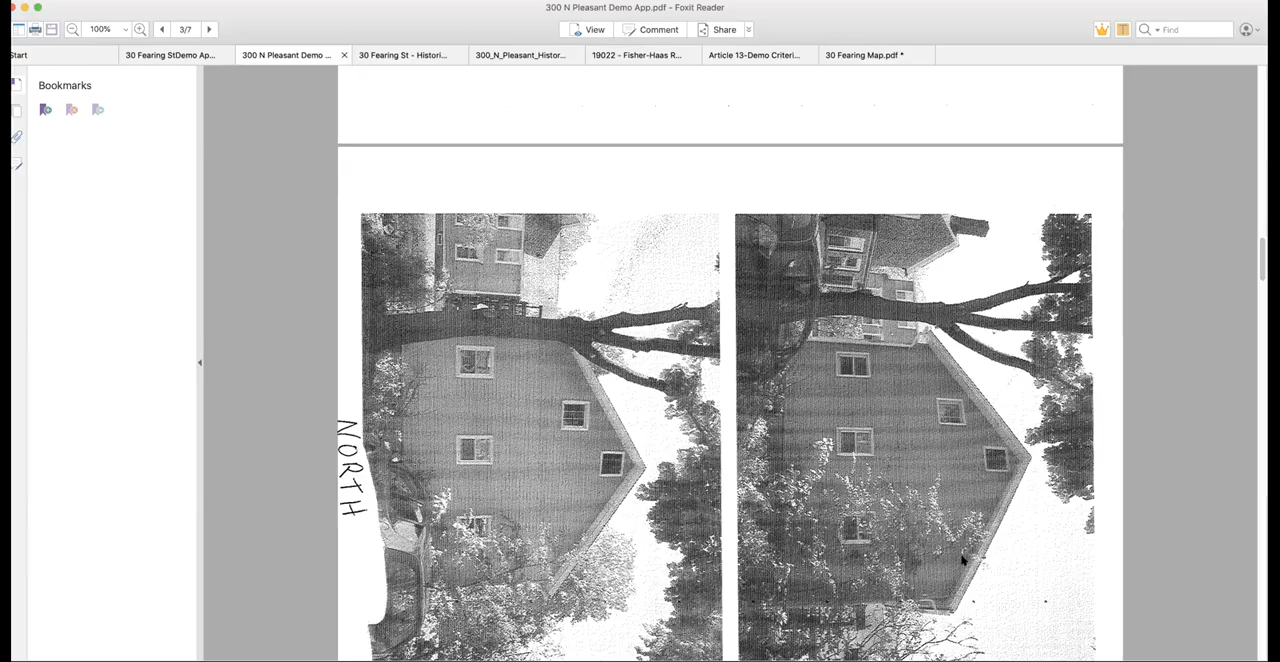 300 N Pleasant Demo App.pdf - Foxit Reader
100%
3/7
View
Comment
Share
Find
Start
30 Fearing StDemo Ap...
300 N Pleasant Demo ...
30 Fearing St - Histori...
300_N_Pleasant_Histor...
19022 - Fisher-Haas R...
Article 13-Demo Criteri...
30 Fearing Map.pdf *
Bookmarks
NORTH